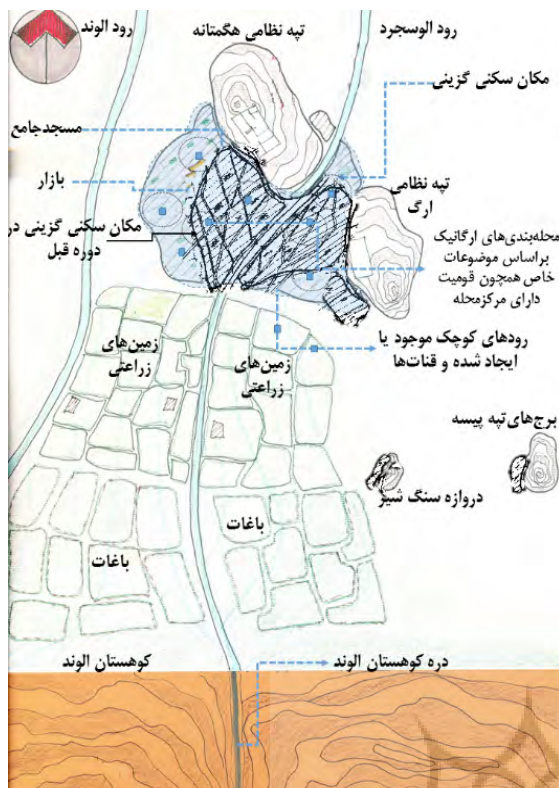 رود الوسجرد
تپه نظامی هگمتانه
رود الوند
مکان سکنی گزینی
مسجدجامع
بازار
تپه نظامی
ارگ
مکان سکنی گزینی در
دوره قبل
محله‌بندی‌های ارگانیک
براساس موضوعات
خاص همچون قومیت
دارای مرکزمحله
رودهای کوچک موجود یا
ایجاد شده و قنات‌ها
زمین‌های
زراعتی
زمین‌های
زراعتی
برج‌های تپه پیسه
دروازه سنگ شیر
باغات
باغات
دره کوهستان الوند
کوهستان الوند